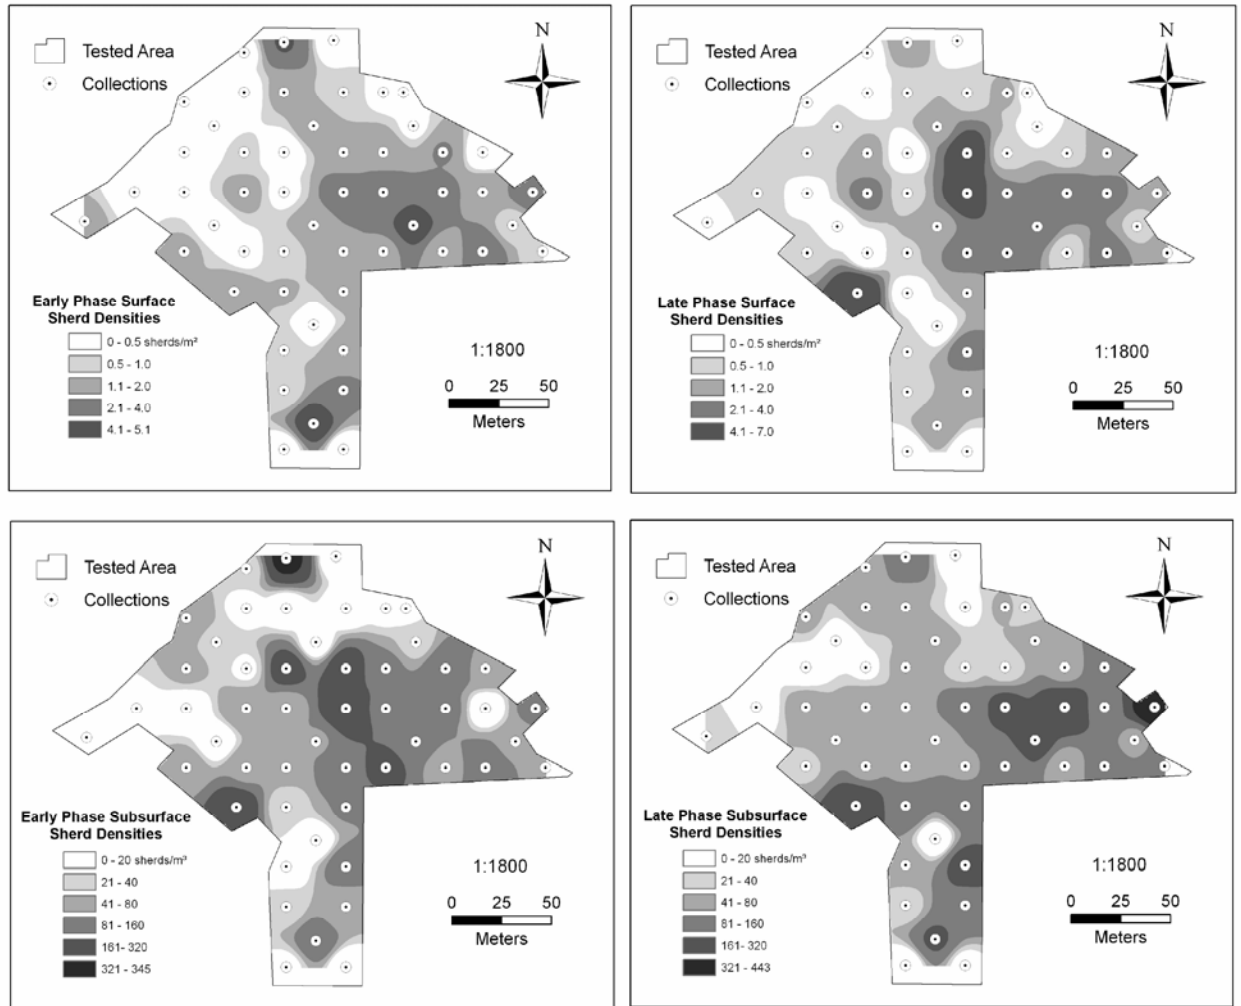 N
Tested Area
Collections
Early Phase Surface
Sherd Densities
0 - 0.5 sherds/m²
0.5 - 1.0
1.1 - 2.0
2.1 - 4.0
4.1 - 5.1
1:1800
0 25 50
Meters
N
Tested Area
Collections
Late Phase Surface
Sherd Densities
0 - 0.5 sherds/m²
0.5 - 1.0
1.1 - 2.0
2.1 - 4.0
4.1 - 7.0
1:1800
0 25 50
Meters
N
Tested Area
Collections
Early Phase Subsurface
Sherd Densities
0 - 20 sherds/m³
21 - 40
41 - 80
81 - 160
161- 320
321 - 345
1:1800
0 25 50
Meters
N
Tested Area
Collections
Late Phase Subsurface
Sherd Densities
0 - 20 sherds/m³
21 - 40
41 - 80
81 - 160
161- 320
321 - 443
1:1800
0 25 50
Meters